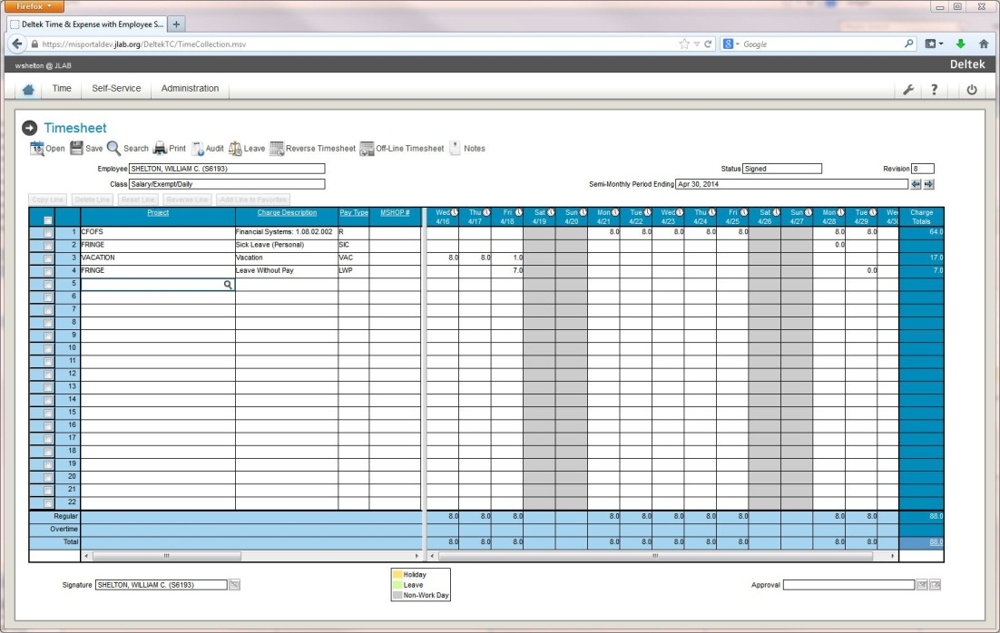 Firefox
Deltek Time & Expense with Employee S...
https://misportaldev.jlab.org/DeltekTC/TimeCollection.msv
Google
wshelton @ JLAB
Deltek
Time Self-Service Administration
Timesheet
Open Save Search Print Audit Leave Reverse Timesheet Off-Line Timesheet Notes
Employee SHELTON, WILLIAM C. (S6193) Status Signed Revision 8
Class Salary/Exempt/Daily Semi-Monthly Period Ending Apr 30, 2014
Copy Line Delete Line Reset Line Reverse Line Add Line to Favorites
Project Charge Description Pay Type MSHOP # Wed 4/16 Thu 4/17 Fri 4/18 Sat 4/19 Sun 4/20 Mon 4/21 Tue 4/22 Wed 4/23 Thu 4/24 Fri 4/25 Sat 4/26 Sun 4/27 Mon 4/28 Tue 4/29 We 4/30 Charge Totals
1 CFOFS Financial Systems: 1.08.02.002 R 8.0 8.0 8.0 8.0 8.0 8.0 8.0 64.0
2 FRINGE Sick Leave (Personal) SIC 0.0
3 VACATION Vacation VAC 8.0 8.0 1.0 17.0
4 FRINGE Leave Without Pay LWP 7.0 0.0 7.0
5
6
7
8
9
10
11
12
13
14
15
16
17
18
19
20
21
22
Regular 8.0 8.0 8.0 8.0 8.0 8.0 8.0 8.0 8.0 8.0 88.0
Overtime
Total 8.0 8.0 8.0 8.0 8.0 8.0 8.0 8.0 8.0 8.0 88.0
Signature SHELTON, WILLIAM C. (S6193) Approval
Holiday
Leave
Non-Work Day